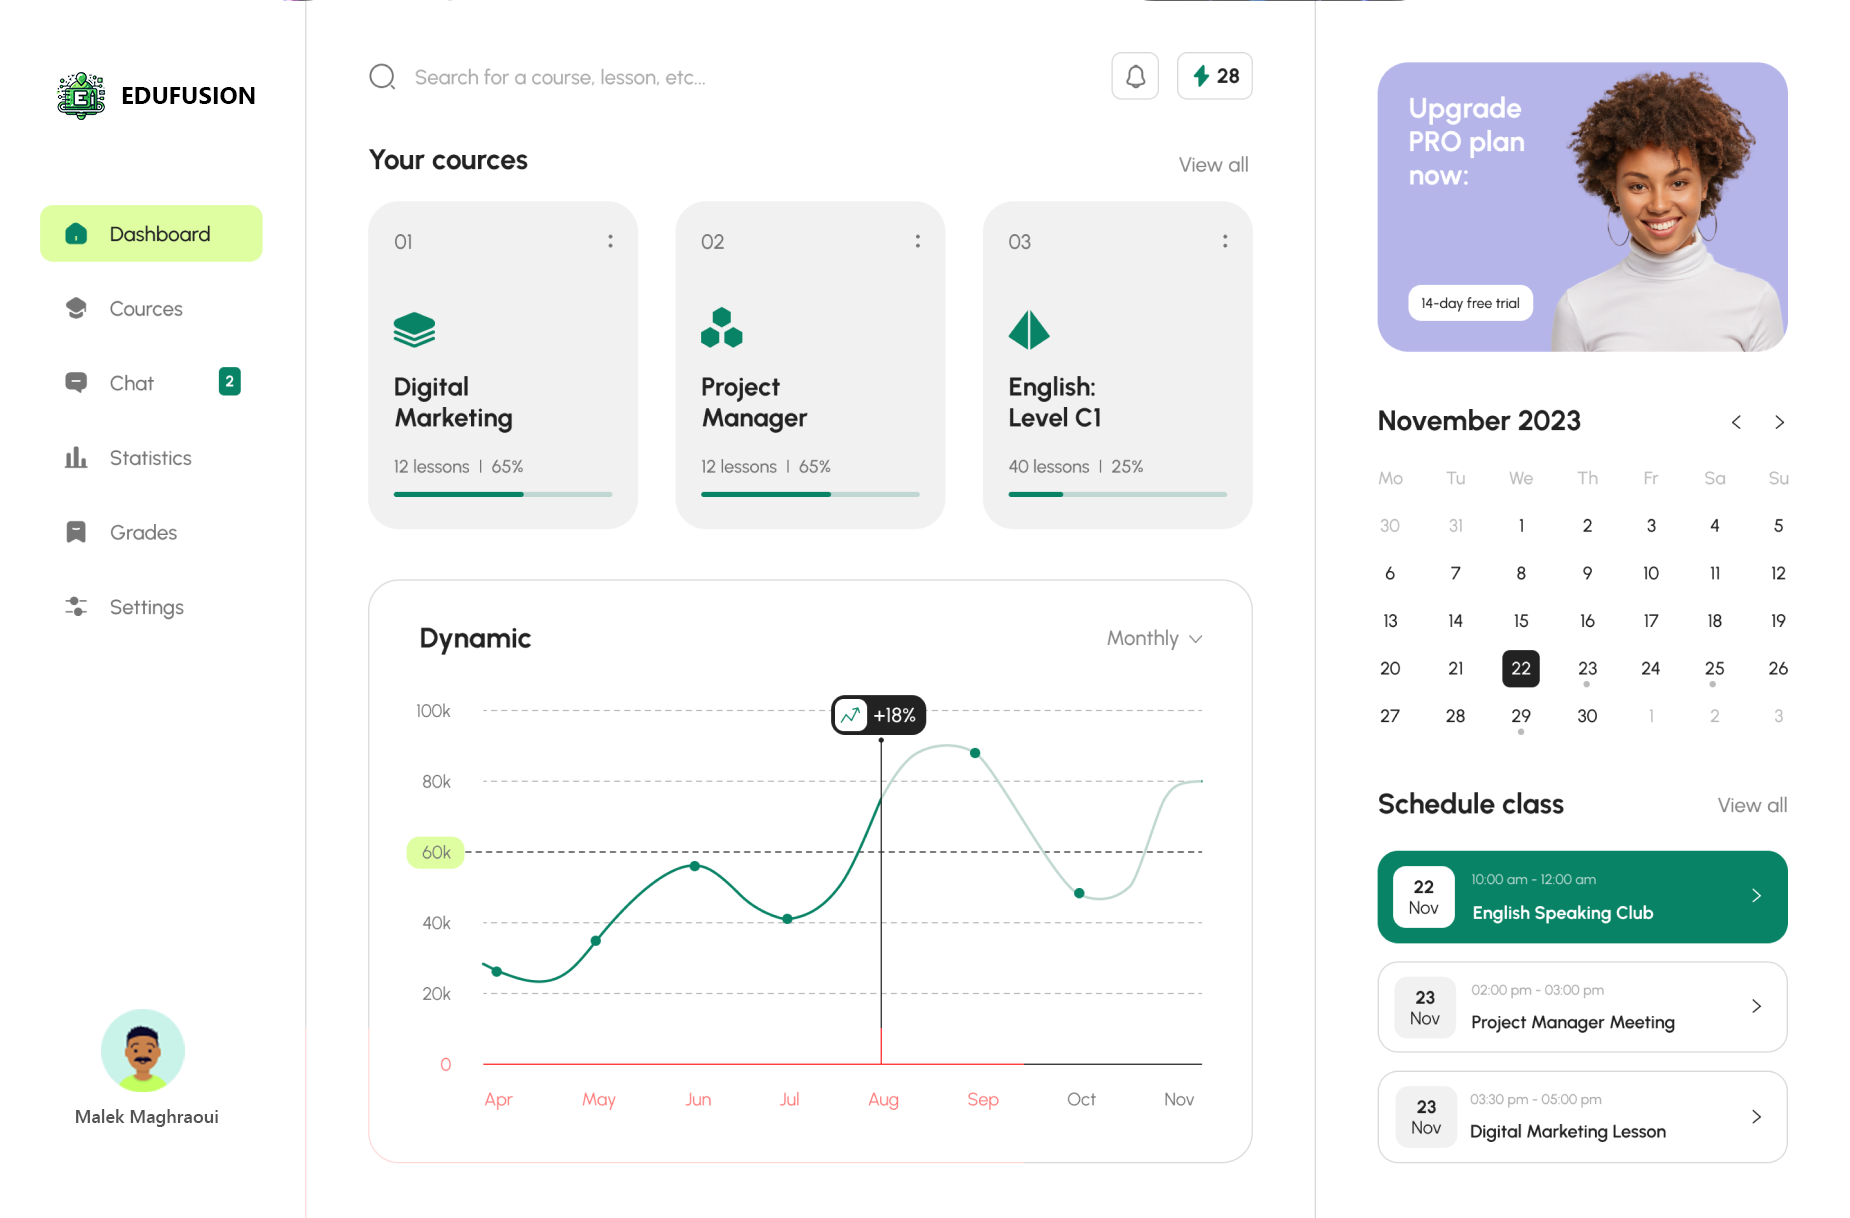 EDUFUSION
Dashboard
Cources
Chat
2
Statistics
Grades
Settings
Malek Maghraoui
Search for a course, lesson, etc...
28
Your cources
View all
01
Digital
Marketing
12 lessons | 65%
02
Project
Manager
12 lessons | 65%
03
English:
Level C1
40 lessons | 25%
Dynamic
Monthly
+18%
100k
80k
60k
40k
20k
0
Apr May Jun Jul Aug Sep Oct Nov
Upgrade
PRO plan
now:
14-day free trial
November 2023
Mo Tu We Th Fr Sa Su
30 31 1 2 3 4 5
6 7 8 9 10 11 12
13 14 15 16 17 18 19
20 21 22 23 24 25 26
27 28 29 30 1 2 3
Schedule class
View all
22
Nov
10:00 am - 12:00 am
English Speaking Club
23
Nov
02:00 pm - 03:00 pm
Project Manager Meeting
23
Nov
03:30 pm - 05:00 pm
Digital Marketing Lesson